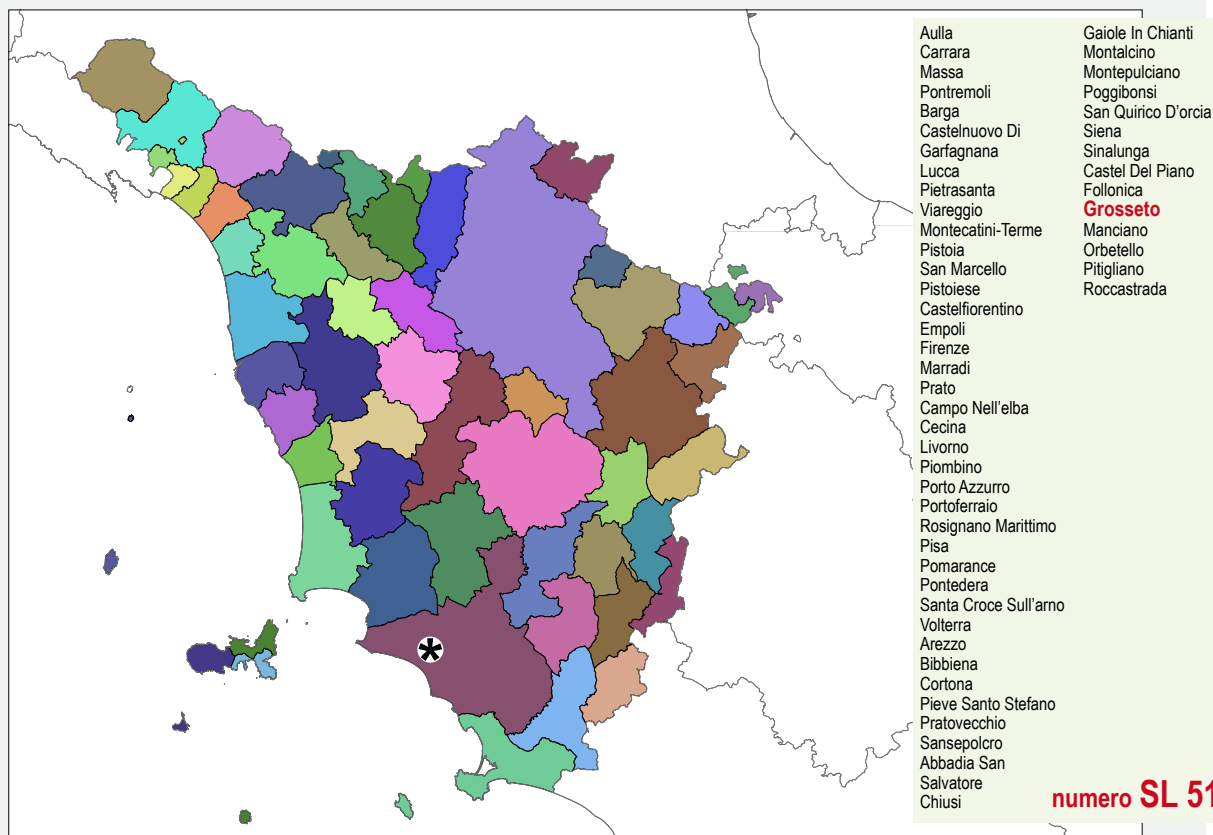 Aulla
Carrara
Massa
Pontremoli
Barga
Castelnuovo Di
Garfagnana
Lucca
Pietrasanta
Viareggio
Montecatini-Terme
Pistoia
San Marcello
Pistoiese
Castelfiorentino
Empoli
Firenze
Marradi
Prato
Campo Nell'elba
Cecina
Livorno
Piombino
Porto Azzurro
Portoferraio
Rosignano Marittimo
Pisa
Pomarance
Pontedera
Santa Croce Sull'arno
Volterra
Arezzo
Bibbiena
Cortona
Pieve Santo Stefano
Pratovecchio
Sansepolcro
Abbadia San
Salvatore
Chiusi
Gaiole In Chianti
Montalcino
Montepulciano
Poggibonsi
San Quirico D'orcia
Siena
Sinalunga
Castel Del Piano
Follonica
Grosseto
Manciano
Orbetello
Pitigliano
Roccastrada
numero SL 51